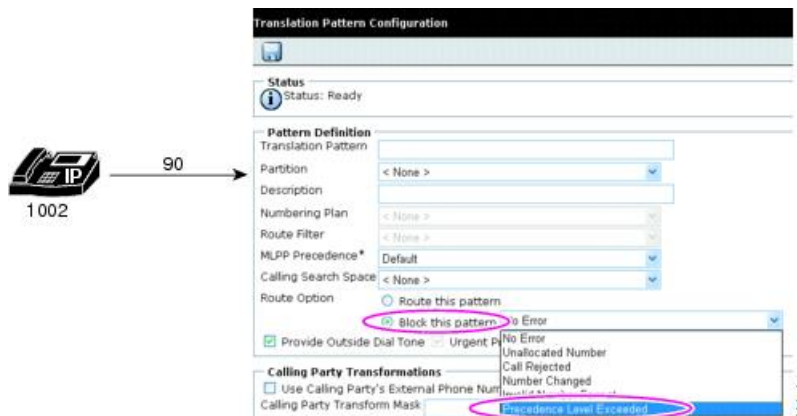 Translation Pattern Configuration
Status
Status: Ready
Pattern Definition
Translation Pattern
Partition
< None >
Description
Numbering Plan
< None >
Route Filter
< None >
MLPP Precedence*
Default
Calling Search Space
< None >
Route Option
Route this pattern
Block this pattern
No Error
Provide Outside Dial Tone
Urgent P
No Error
Unallocated Number
Call Rejected
Number Changed
Precedence Level Exceeded
Calling Party Transformations
Use Calling Party's External Phone Num
Calling Party Transform Mask
90
IP
1002